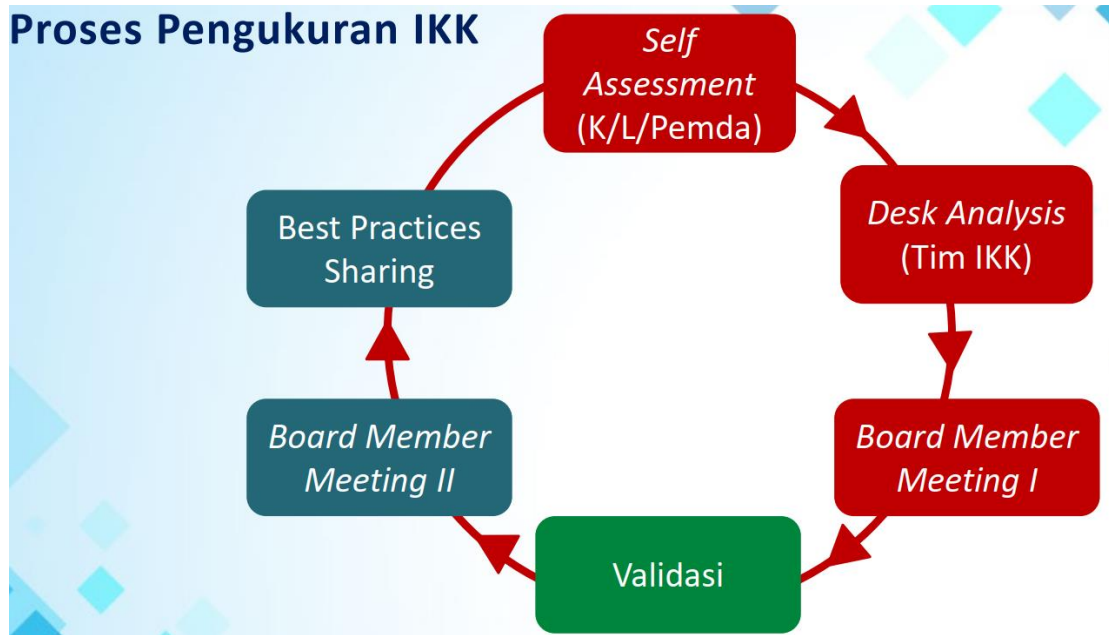 Proses Pengukuran IKK
Self
Assessment
(K/L/Pemda)
Desk Analysis
(Tim IKK)
Board Member
Meeting I
Validasi
Board Member
Meeting II
Best Practices
Sharing